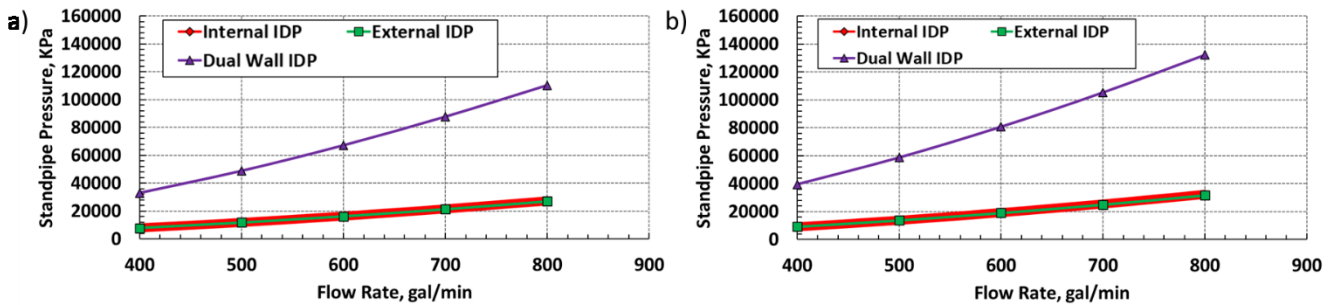 a)
Standpipe Pressure, KPa
160000
140000
120000
100000
80000
60000
40000
20000
0
Internal IDP
External IDP
Dual Wall IDP
400 500 600 700 800 900
Flow Rate, gal/min
b)
Standpipe Pressure, KPa
160000
140000
120000
100000
80000
60000
40000
20000
0
Internal IDP
External IDP
Dual Wall IDP
400 500 600 700 800 900
Flow Rate, gal/min